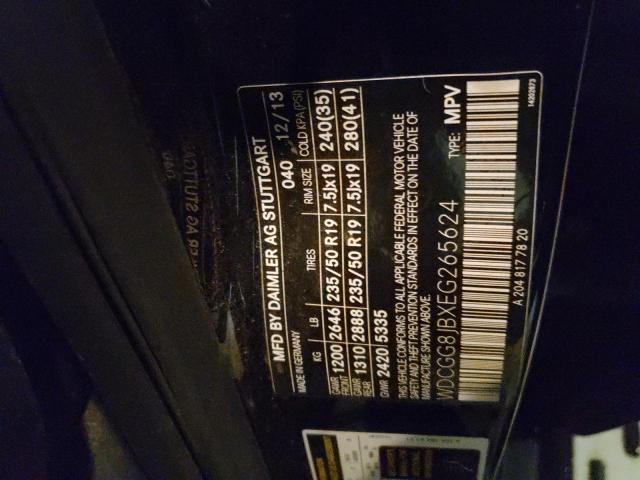 MFD BY DAIMLER AG STUTTGART
MADE IN GERMANY 040 12/13
KG LB TIRES RIM SIZE COLD KPA (PSI)
GAWR FRONT 1200 2646 235/50 R19 7.5Jx19 240(35)
GAWR REAR 1310 2888 235/50 R19 7.5Jx19 280(41)
GVWR 2420 5335
THIS VEHICLE CONFORMS TO ALL APPLICABLE FEDERAL MOTOR VEHICLE
SAFETY AND THEFT PREVENTION STANDARDS IN EFFECT ON THE DATE OF
MANUFACTURE SHOWN ABOVE.
WDCGG8JBXEG265624 TYPE: MPV
A 204 817 78 20
14202873